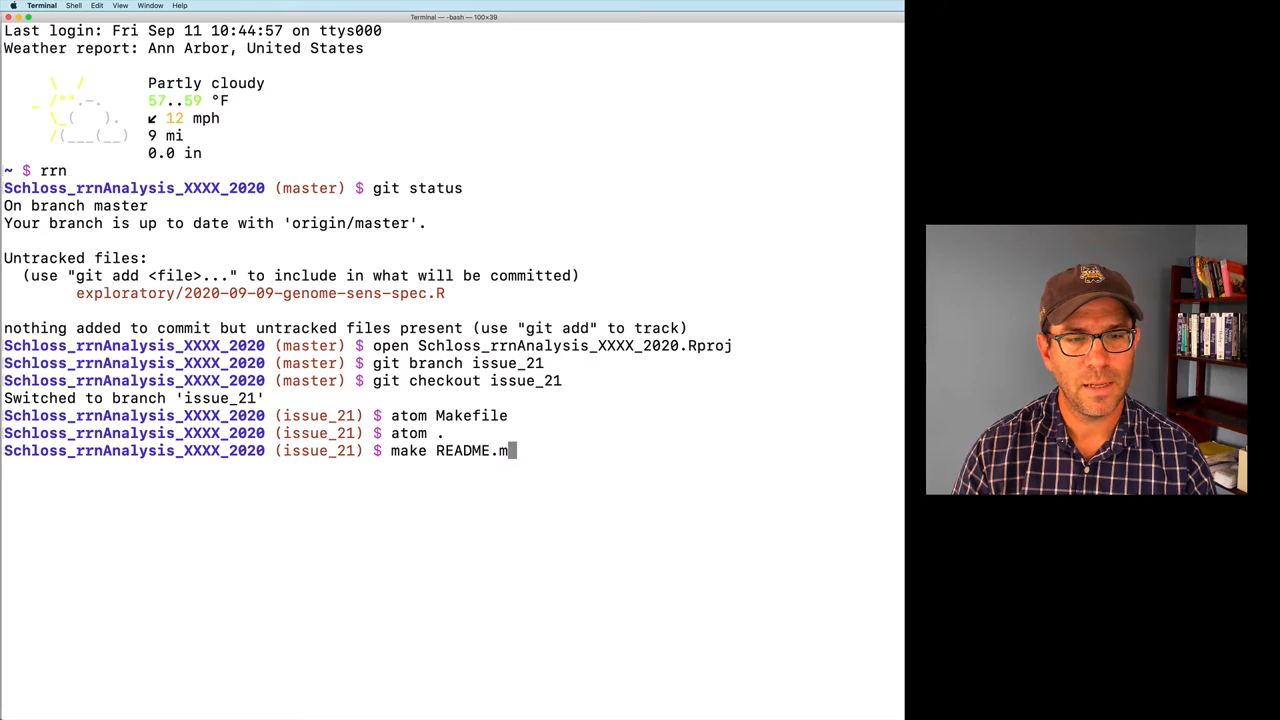 Terminal Shell Edit View Window Help
Terminal — -bash — 100×39
Last login: Fri Sep 11 10:44:57 on ttys000
Weather report: Ann Arbor, United States
Partly cloudy
57..59 °F
↙ 12 mph
9 mi
0.0 in
~ $ rrn
Schloss_rrnAnalysis_XXXX_2020 (master) $ git status
On branch master
Your branch is up to date with 'origin/master'.
Untracked files:
(use "git add <file>..." to include in what will be committed)
exploratory/2020-09-09-genome-sens-spec.R
nothing added to commit but untracked files present (use "git add" to track)
Schloss_rrnAnalysis_XXXX_2020 (master) $ open Schloss_rrnAnalysis_XXXX_2020.Rproj
Schloss_rrnAnalysis_XXXX_2020 (master) $ git branch issue_21
Schloss_rrnAnalysis_XXXX_2020 (master) $ git checkout issue_21
Switched to branch 'issue_21'
Schloss_rrnAnalysis_XXXX_2020 (issue_21) $ atom Makefile
Schloss_rrnAnalysis_XXXX_2020 (issue_21) $ atom .
Schloss_rrnAnalysis_XXXX_2020 (issue_21) $ make README.m